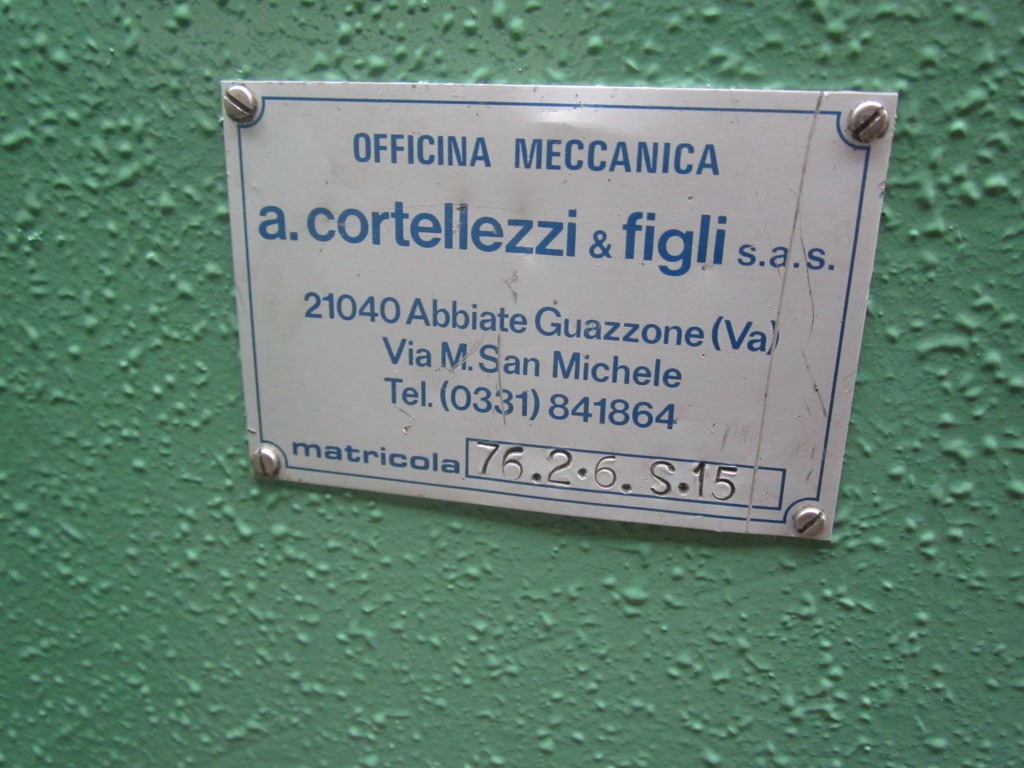 OFFICINA MECCANICA
a. cortellezzi & figli s.a.s.
21040 Abbiate Guazzone (Va)
Via M. San Michele
Tel. (0331) 841864
matricola 76.2.6. S.15